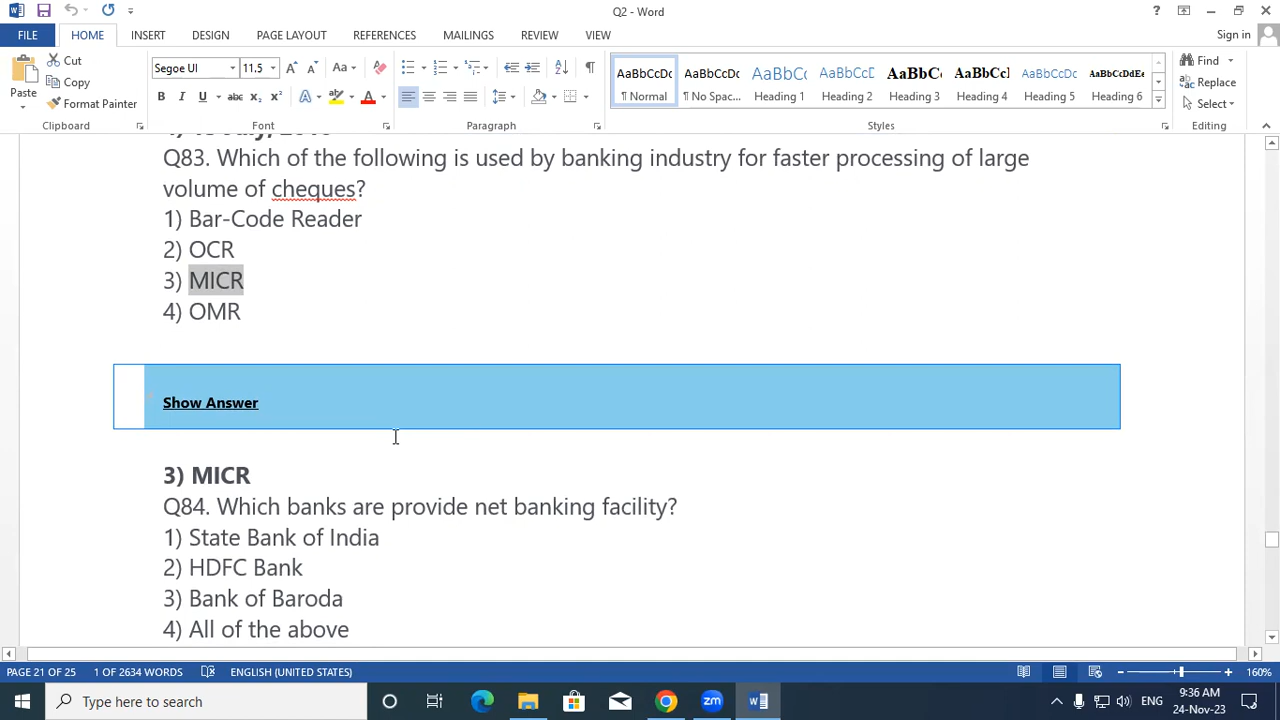 Q2 - Word
?
FILE
HOME
INSERT
DESIGN
PAGE LAYOUT
REFERENCES
MAILINGS
REVIEW
VIEW
Sign in
Paste
Cut
Copy
Format Painter
Clipboard
Segoe UI
11.5
Font
Paragraph
AaBbCcDc
¶ Normal
AaBbCcDc
¶ No Spac...
AaBbC
Heading 1
AaBbCc
Heading 2
AaBbC
Heading 3
AaBbCcI
Heading 4
AaBbCcDc
Heading 5
AaBbCcDdEe
Heading 6
Styles
Find
Replace
Select
Editing
Q83. Which of the following is used by banking industry for faster processing of large
volume of cheques?
1) Bar-Code Reader
2) OCR
3) MICR
4) OMR
Show Answer
3) MICR
Q84. Which banks are provide net banking facility?
1) State Bank of India
2) HDFC Bank
3) Bank of Baroda
4) All of the above
PAGE 21 OF 25
1 OF 2634 WORDS
ENGLISH (UNITED STATES)
160%
Type here to search
ENG
9:36 AM
24-Nov-23